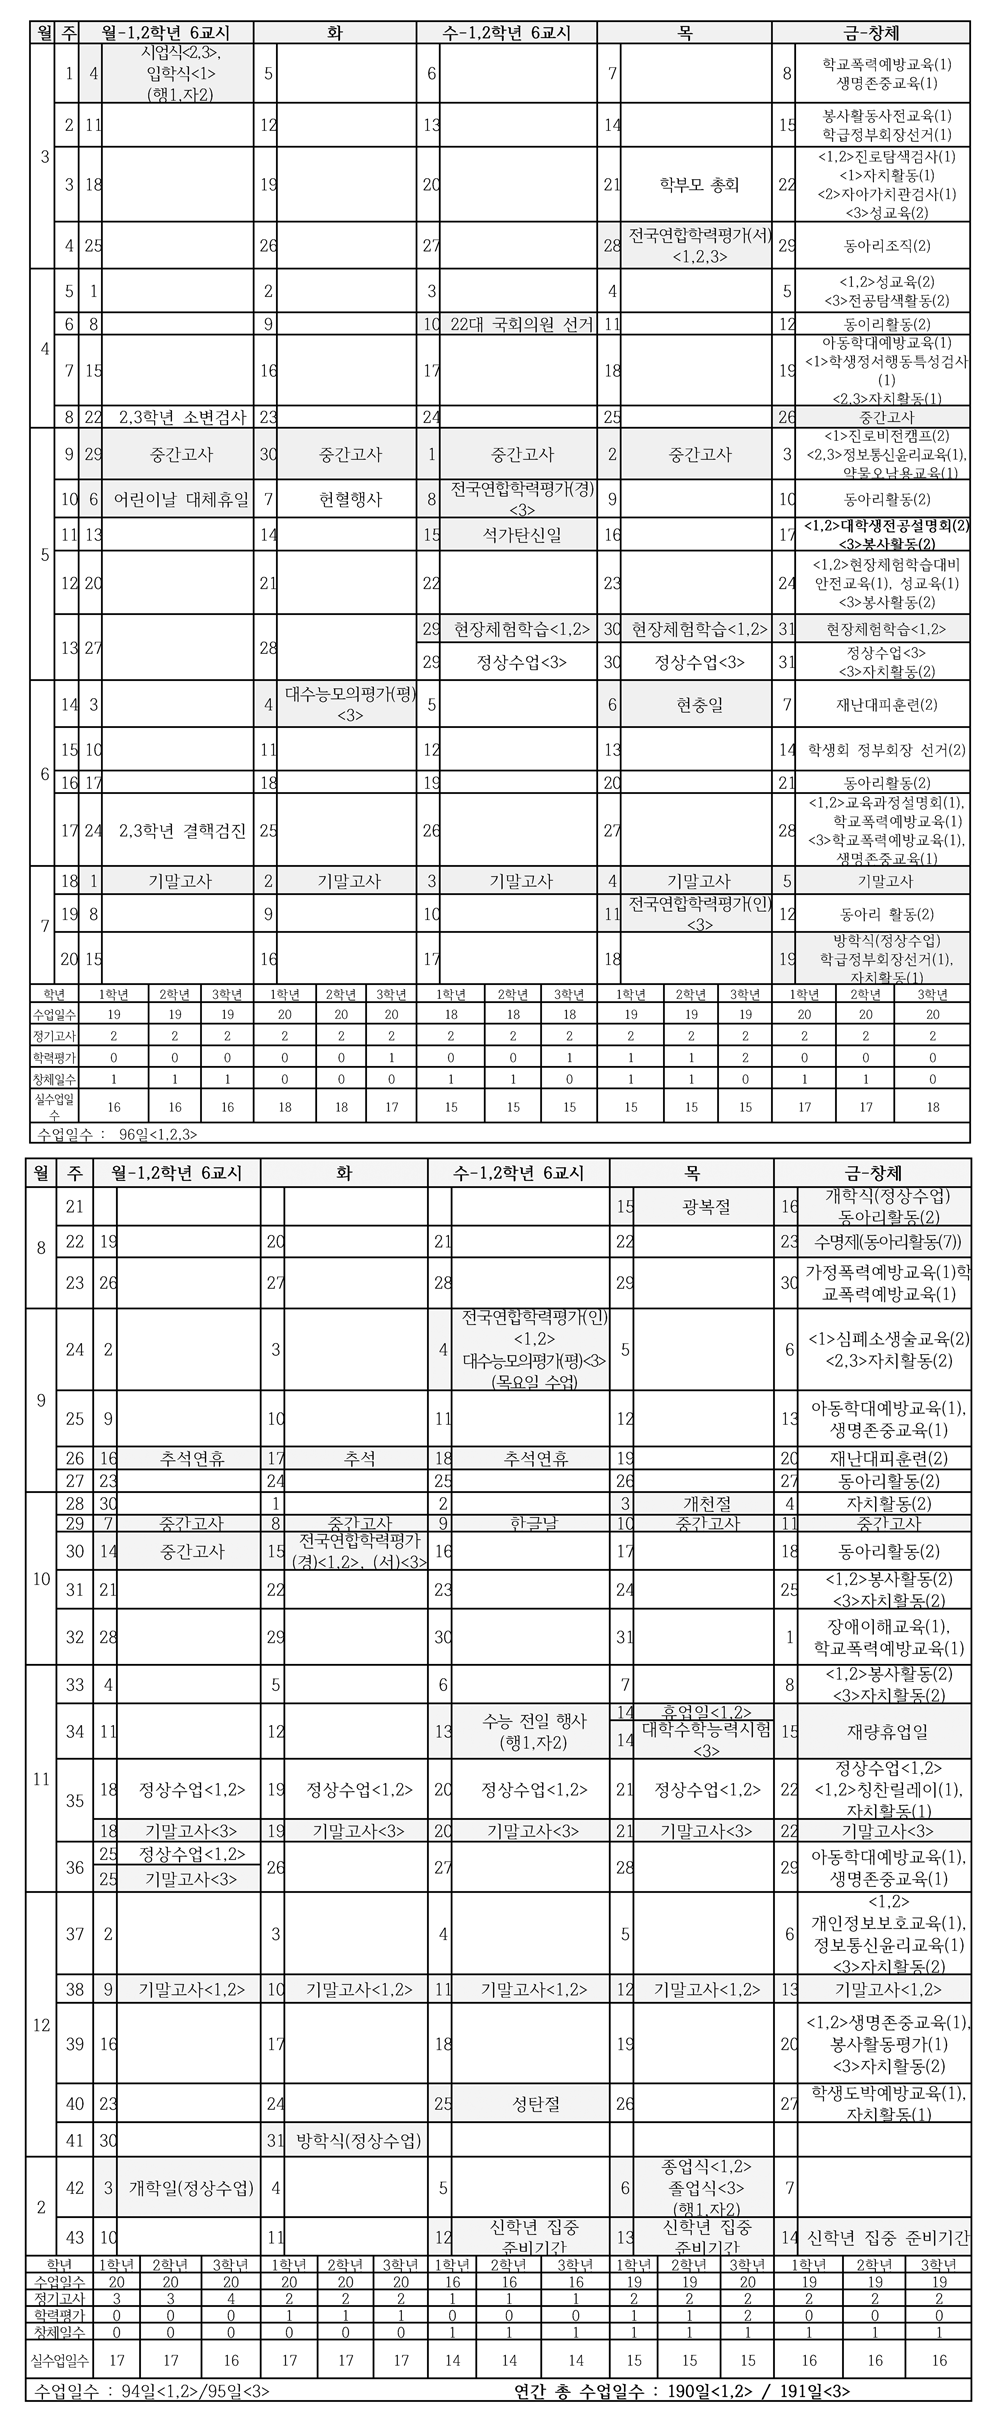 월 주 월-1,2학년 6교시 화 수-1,2학년 6교시 목 금-창체
3
시업식<2,3>,
입학식<1>
(행1,자2)
학교폭력예방교육(1)
생명존중교육(1)
1 4 5 6 7 8
봉사활동사전교육(1)
학급정부회장선거(1)
2 11 12 13 14 15
<1,2>진로탐색검사(1)
<1>자치활동(1)
<2>자아가치관검사(1)
<3>성교육(2)
3 18 19 20 21 학부모 총회 22
전국연합학력평가(서)
<1,2,3>
4 25 26 27 28 29 동아리조직(2)
4
<1,2>성교육(2)
<3>전공탐색활동(2)
5 1 2 3 4 5
6 8 9 10 22대 국회의원 선거 11 12 동이리활동(2)
아동학대예방교육(1)
<1>학생정서행동특성검사
(1)
<2,3>자치활동(1)
7 15 16 17 18 19
8 22 2,3학년 소변검사 23 24 25 26 중간고사
5
<1>진로비전캠프(2)
<2,3>정보통신윤리교육(1),
약물오남용교육(1)
9 29 중간고사 30 중간고사 1 중간고사 2 중간고사 3
전국연합학력평가(경)
<3>
10 6 어린이날 대체휴일 7 헌혈행사 8 9 10 동아리활동(2)
<1,2>대학생전공설명회(2)
<3>봉사활동(2)
11 13 14 15 석가탄신일 16 17
<1,2>현장체험학습대비
안전교육(1), 성교육(1)
<3>봉사활동(2)
12 20 21 22 23 24
29 현장체험학습<1,2> 30 현장체험학습<1,2> 31 현장체험학습<1,2>
13 27 28
정상수업<3>
<3>자치활동(2)
29 정상수업<3> 30 정상수업<3> 31
6
대수능모의평가(평)
<3>
14 3 4 5 6 현충일 7 재난대피훈련(2)
15 10 11 12 13 14 학생회 정부회장 선거(2)
16 17 18 19 20 21 동아리활동(2)
<1,2>교육과정설명회(1),
학교폭력예방교육(1)
<3>학교폭력예방교육(1),
생명존중교육(1)
17 24 2,3학년 결핵검진 25 26 27 28
7
18 1 기말고사 2 기말고사 3 기말고사 4 기말고사 5 기말고사
전국연합학력평가(인)
<3>
19 8 9 10 11 12 동아리 활동(2)
방학식(정상수업)
학급정부회장선거(1),
자치활동(1)
20 15 16 17 18 19
학년 1학년 2학년 3학년 1학년 2학년 3학년 1학년 2학년 3학년 1학년 2학년 3학년 1학년 2학년 3학년
수업일수 19 19 19 20 20 20 18 18 18 19 19 19 20 20 20
정기고사 2 2 2 2 2 2 2 2 2 2 2 2 2 2 2
학력평가 0 0 0 0 0 1 0 0 1 1 1 2 0 0 0
창체일수 1 1 1 0 0 0 1 1 0 1 1 0 1 1 0
실수업일
수
16 16 16 18 18 17 15 15 15 15 15 15 17 17 18
수업일수 : 96일<1,2,3>
월 주 월-1,2학년 6교시 화 수-1,2학년 6교시 목 금-창체
8
개학식(정상수업)
동아리활동(2)
21 15 광복절 16
22 19 20 21 22 23 수명제(동아리활동(7))
가정폭력예방교육(1)학
교폭력예방교육(1)
23 26 27 28 29 30
9
전국연합학력평가(인)
<1,2>
대수능모의평가(평)<3>
(목요일 수업)
<1>심폐소생술교육(2)
<2,3>자치활동(2)
24 2 3 4 5 6
아동학대예방교육(1),
생명존중교육(1)
25 9 10 11 12 13
26 16 추석연휴 17 추석 18 추석연휴 19 20 재난대피훈련(2)
27 23 24 25 26 27 동아리활동(2)
10
28 30 1 2 3 개천절 4 자치활동(2)
29 7 중간고사 8 중간고사 9 한글날 10 중간고사 11 중간고사
전국연합학력평가
(경)<1,2>, (서)<3>
30 14 중간고사 15 16 17 18 동아리활동(2)
<1,2>봉사활동(2)
<3>자치활동(2)
31 21 22 23 24 25
장애이해교육(1),
학교폭력예방교육(1)
32 28 29 30 31 1
11
<1,2>봉사활동(2)
<3>자치활동(2)
33 4 5 6 7 8
수능 전일 행사
(행1,자2)
14 휴업일<1,2>
14 대학수학능력시험
<3>
34 11 12 13 15 재량휴업일
정상수업<1,2>
<1,2>칭찬릴레이(1),
자치활동(1)
35 18 정상수업<1,2> 19 정상수업<1,2> 20 정상수업<1,2> 21 정상수업<1,2> 22
18 기말고사<3> 19 기말고사<3> 20 기말고사<3> 21 기말고사<3> 22 기말고사<3>
25 정상수업<1,2>
25 기말고사<3>
아동학대예방교육(1),
생명존중교육(1)
36 26 27 28 29
12
<1,2>
개인정보보호교육(1),
정보통신윤리교육(1)
<3>자치활동(2)
37 2 3 4 5 6
38 9 기말고사<1,2> 10 기말고사<1,2> 11 기말고사<1,2> 12 기말고사<1,2> 13 기말고사<1,2>
<1,2>생명존중교육(1),
봉사활동평가(1)
<3>자치활동(2)
39 16 17 18 19 20
학생도박예방교육(1),
자치활동(1)
40 23 24 25 성탄절 26 27
41 30 31 방학식(정상수업)
2
종업식<1,2>
졸업식<3>
(행1,자2)
42 3 개학일(정상수업) 4 5 6 7
신학년 집중
준비기간
신학년 집중
준비기간
43 10 11 12 13 14 신학년 집중 준비기간
학년 1학년 2학년 3학년 1학년 2학년 3학년 1학년 2학년 3학년 1학년 2학년 3학년 1학년 2학년 3학년
수업일수 20 20 20 20 20 20 16 16 16 19 19 20 19 19 19
정기고사 3 3 4 2 2 2 1 1 1 2 2 2 2 2 2
학력평가 0 0 0 1 1 1 0 0 0 1 1 2 0 0 0
창체일수 0 0 0 0 0 0 1 1 1 1 1 1 1 1 1
실수업일수 17 17 16 17 17 17 14 14 14 15 15 15 16 16 16
수업일수 : 94일<1,2>/95일<3> 연간 총 수업일수 : 190일<1,2> / 191일<3>